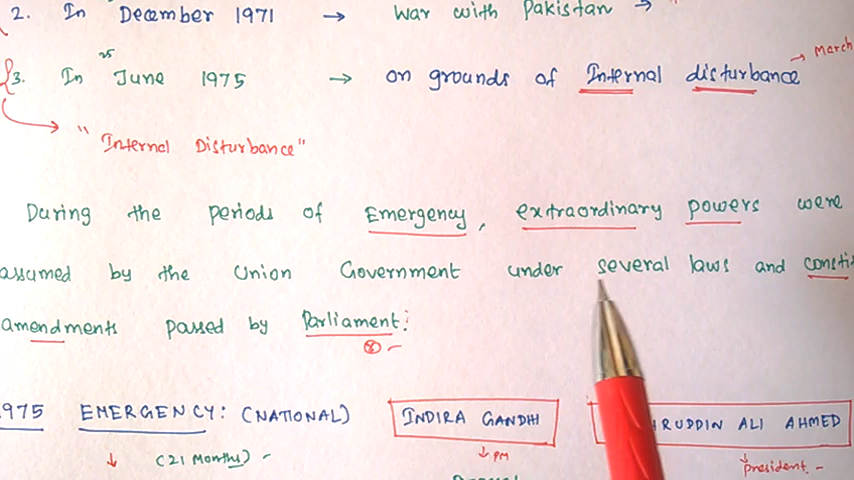 2. In December 1971 → War with Pakistan →
25
3. In June 1975 → on grounds of Internal disturbance → March
"Internal Disturbance"
During the periods of Emergency, extraordinary powers were
assumed by the Union Government under several laws and consti
amendments passed by Parliament:
1975 EMERGENCY: (NATIONAL) INDIRA GANDHI RUDDIN ALI AHMED
↓ (21 Months) - ↓ PM ↓ president. -